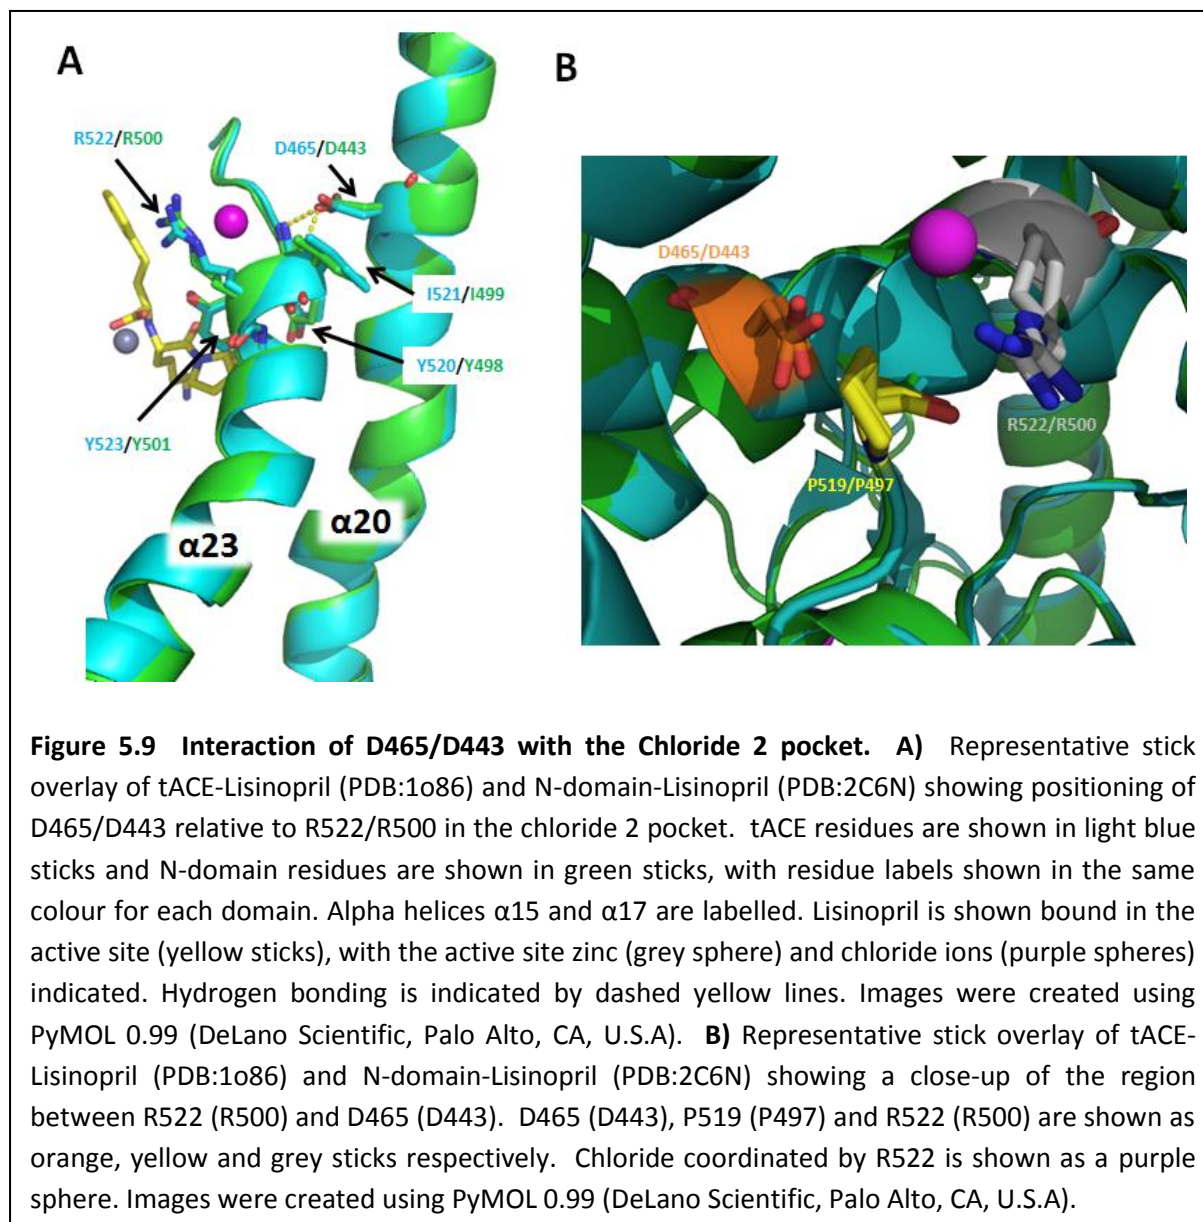 A
B
R522/R500
D465/D443
D465/D443
I521/I499
Y520/Y498
R522/R500
Y523/Y501
P519/P497
α20
α23
Figure 5.9 Interaction of D465/D443 with the Chloride 2 pocket. A) Representative stick
overlay of tACE-Lisinopril (PDB:1o86) and N-domain-Lisinopril (PDB:2C6N) showing positioning of
D465/D443 relative to R522/R500 in the chloride 2 pocket. tACE residues are shown in light blue
sticks and N-domain residues are shown in green sticks, with residue labels shown in the same
colour for each domain. Alpha helices α15 and α17 are labelled. Lisinopril is shown bound in the
active site (yellow sticks), with the active site zinc (grey sphere) and chloride ions (purple spheres)
indicated. Hydrogen bonding is indicated by dashed yellow lines. Images were created using
PyMOL 0.99 (DeLano Scientific, Palo Alto, CA, U.S.A). B) Representative stick overlay of tACE-
Lisinopril (PDB:1o86) and N-domain-Lisinopril (PDB:2C6N) showing a close-up of the region
between R522 (R500) and D465 (D443). D465 (D443), P519 (P497) and R522 (R500) are shown as
orange, yellow and grey sticks respectively. Chloride coordinated by R522 is shown as a purple
sphere. Images were created using PyMOL 0.99 (DeLano Scientific, Palo Alto, CA, U.S.A).